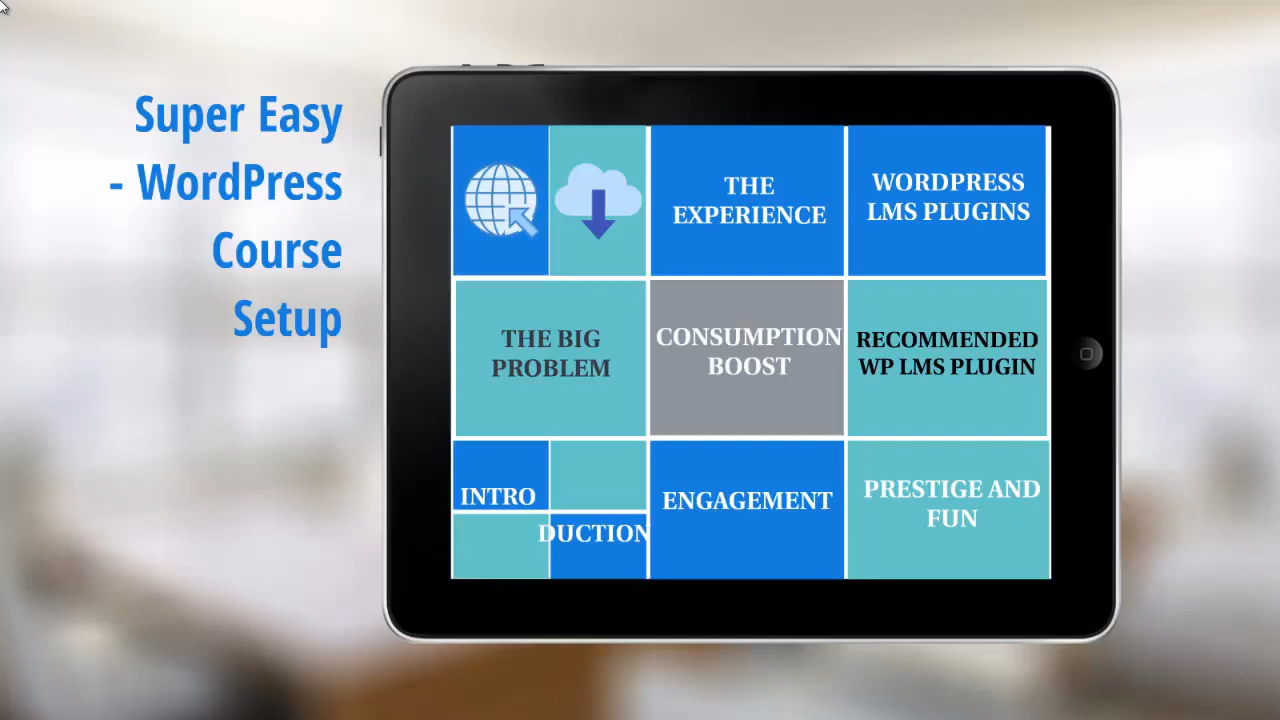 Super Easy
- WordPress
Course
Setup
THE
EXPERIENCE
WORDPRESS
LMS PLUGINS
THE BIG
PROBLEM
CONSUMPTION
BOOST
RECOMMENDED
WP LMS PLUGIN
INTRO
DUCTION
ENGAGEMENT
PRESTIGE AND
FUN